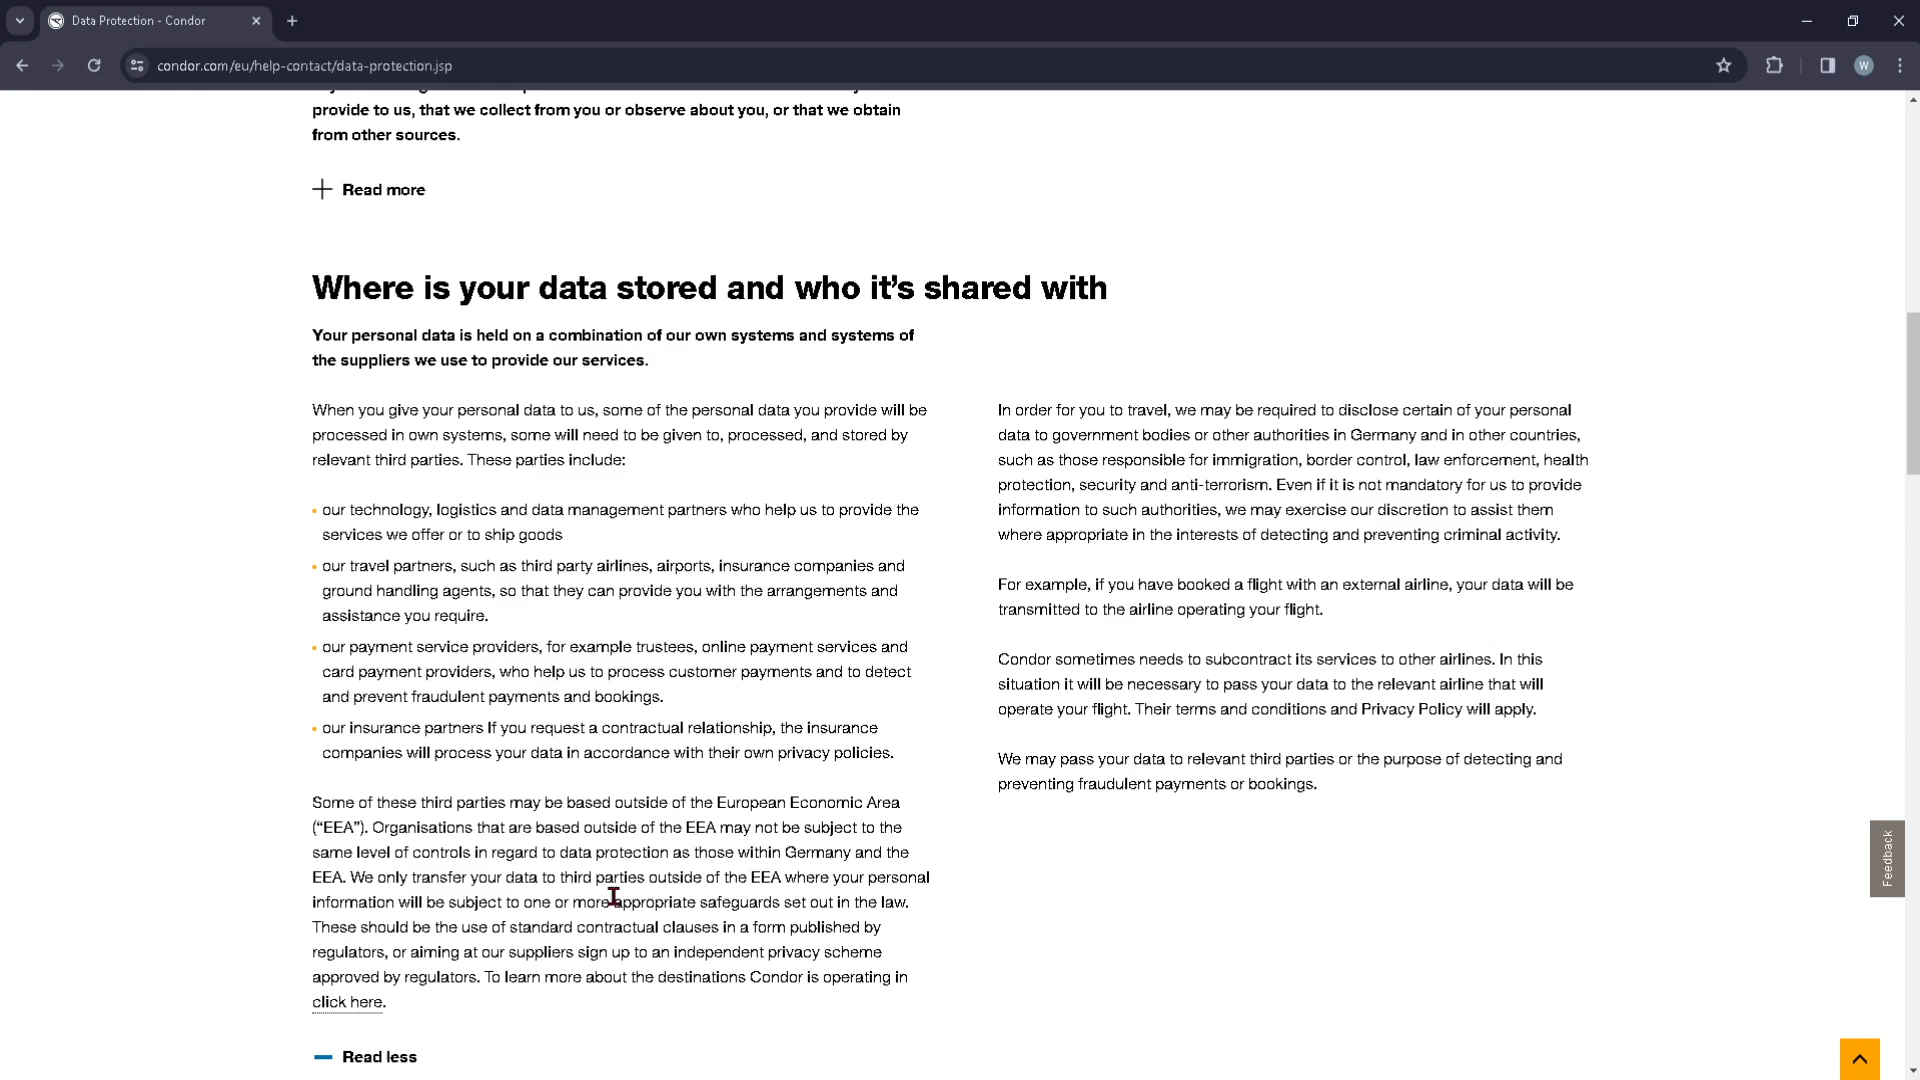 Data Protection - Condor
condor.com/eu/help-contact/data-protection.jsp
W
provide to us, that we collect from you or observe about you, or that we obtain
from other sources.
Read more
Where is your data stored and who it's shared with
Your personal data is held on a combination of our own systems and systems of
the suppliers we use to provide our services.
When you give your personal data to us, some of the personal data you provide will be
processed in own systems, some will need to be given to, processed, and stored by
relevant third parties. These parties include:
• our technology, logistics and data management partners who help us to provide the
services we offer or to ship goods
• our travel partners, such as third party airlines, airports, insurance companies and
ground handling agents, so that they can provide you with the arrangements and
assistance you require.
• our payment service providers, for example trustees, online payment services and
card payment providers, who help us to process customer payments and to detect
and prevent fraudulent payments and bookings.
• our insurance partners If you request a contractual relationship, the insurance
companies will process your data in accordance with their own privacy policies.
Some of these third parties may be based outside of the European Economic Area
(“EEA”). Organisations that are based outside of the EEA may not be subject to the
same level of controls in regard to data protection as those within Germany and the
EEA. We only transfer your data to third parties outside of the EEA where your personal
information will be subject to one or more appropriate safeguards set out in the law.
These should be the use of standard contractual clauses in a form published by
regulators, or aiming at our suppliers sign up to an independent privacy scheme
approved by regulators. To learn more about the destinations Condor is operating in
click here.
Read less
In order for you to travel, we may be required to disclose certain of your personal
data to government bodies or other authorities in Germany and in other countries,
such as those responsible for immigration, border control, law enforcement, health
protection, security and anti-terrorism. Even if it is not mandatory for us to provide
information to such authorities, we may exercise our discretion to assist them
where appropriate in the interests of detecting and preventing criminal activity.
For example, if you have booked a flight with an external airline, your data will be
transmitted to the airline operating your flight.
Condor sometimes needs to subcontract its services to other airlines. In this
situation it will be necessary to pass your data to the relevant airline that will
operate your flight. Their terms and conditions and Privacy Policy will apply.
We may pass your data to relevant third parties or the purpose of detecting and
preventing fraudulent payments or bookings.
Feedback